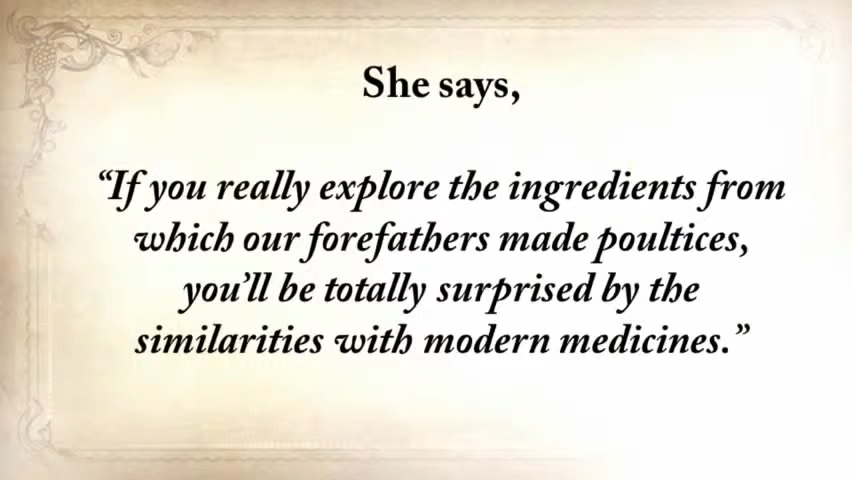 She says,
“If you really explore the ingredients from
which our forefathers made poultices,
you’ll be totally surprised by the
similarities with modern medicines.”